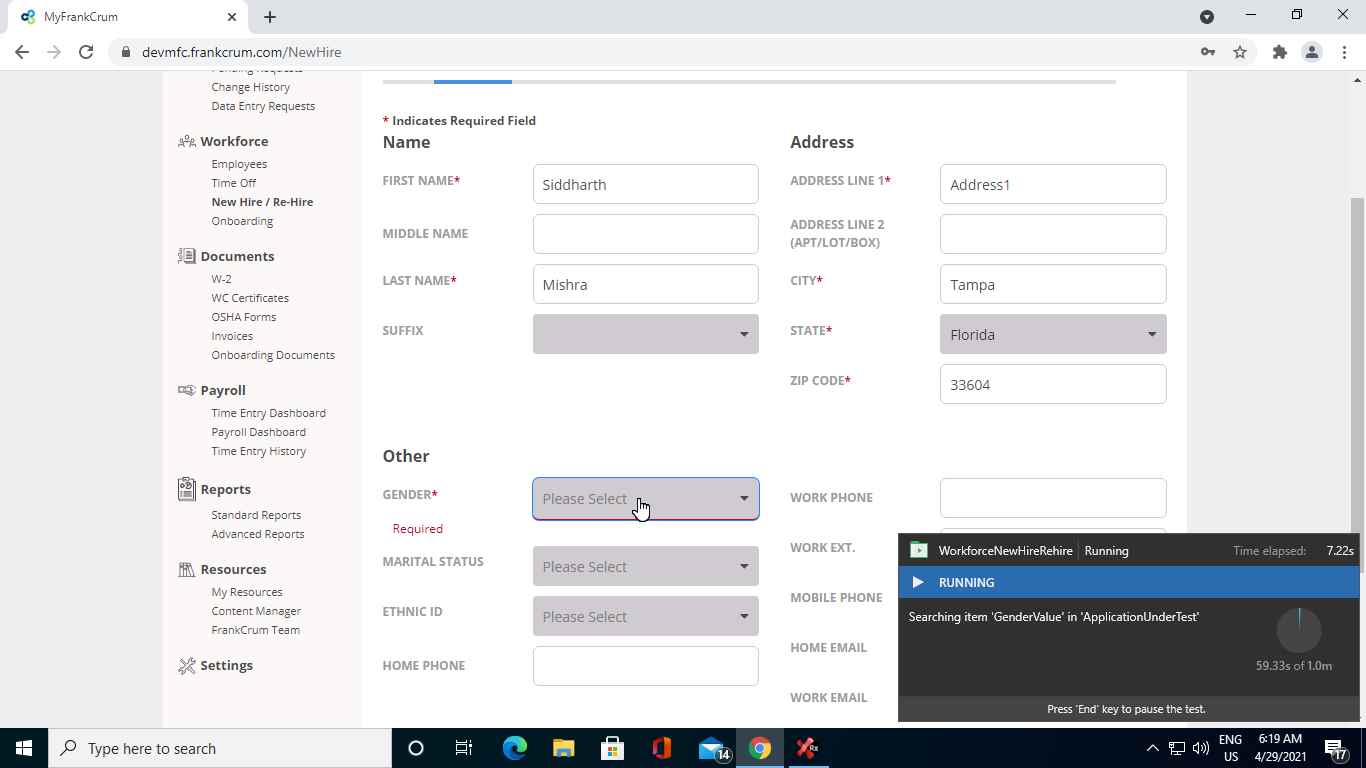 MyFrankCrum
devmfc.frankcrum.com/NewHire
Pending Requests
Change History
Data Entry Requests
Workforce
Employees
Time Off
New Hire / Re-Hire
Onboarding
Documents
W-2
WC Certificates
OSHA Forms
Invoices
Onboarding Documents
Payroll
Time Entry Dashboard
Payroll Dashboard
Time Entry History
Reports
Standard Reports
Advanced Reports
Resources
My Resources
Content Manager
FrankCrum Team
Settings
* Indicates Required Field
Name
FIRST NAME* Siddharth
MIDDLE NAME
LAST NAME* Mishra
SUFFIX
Address
ADDRESS LINE 1* Address1
ADDRESS LINE 2
(APT/LOT/BOX)
CITY* Tampa
STATE* Florida
ZIP CODE* 33604
Other
GENDER* Please Select
Required
MARITAL STATUS Please Select
ETHNIC ID Please Select
HOME PHONE
WORK PHONE
WORK EXT.
MOBILE PHONE
HOME EMAIL
WORK EMAIL
WorkforceNewHireRehire Running Time elapsed: 7.22s
RUNNING
Searching item 'GenderValue' in 'ApplicationUnderTest'
59.33s of 1.0m
Press 'End' key to pause the test.
Type here to search
14
Rx
ENG
US
6:19 AM
4/29/2021
17